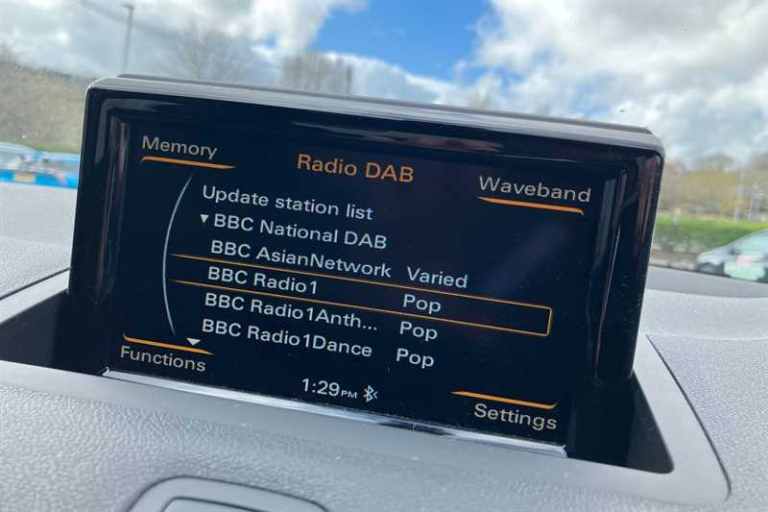 Memory
Radio DAB
Waveband
Update station list
BBC National DAB
BBC AsianNetwork Varied
BBC Radio1 Pop
BBC Radio1Anth... Pop
BBC Radio1Dance Pop
Functions
1:29PM
Settings